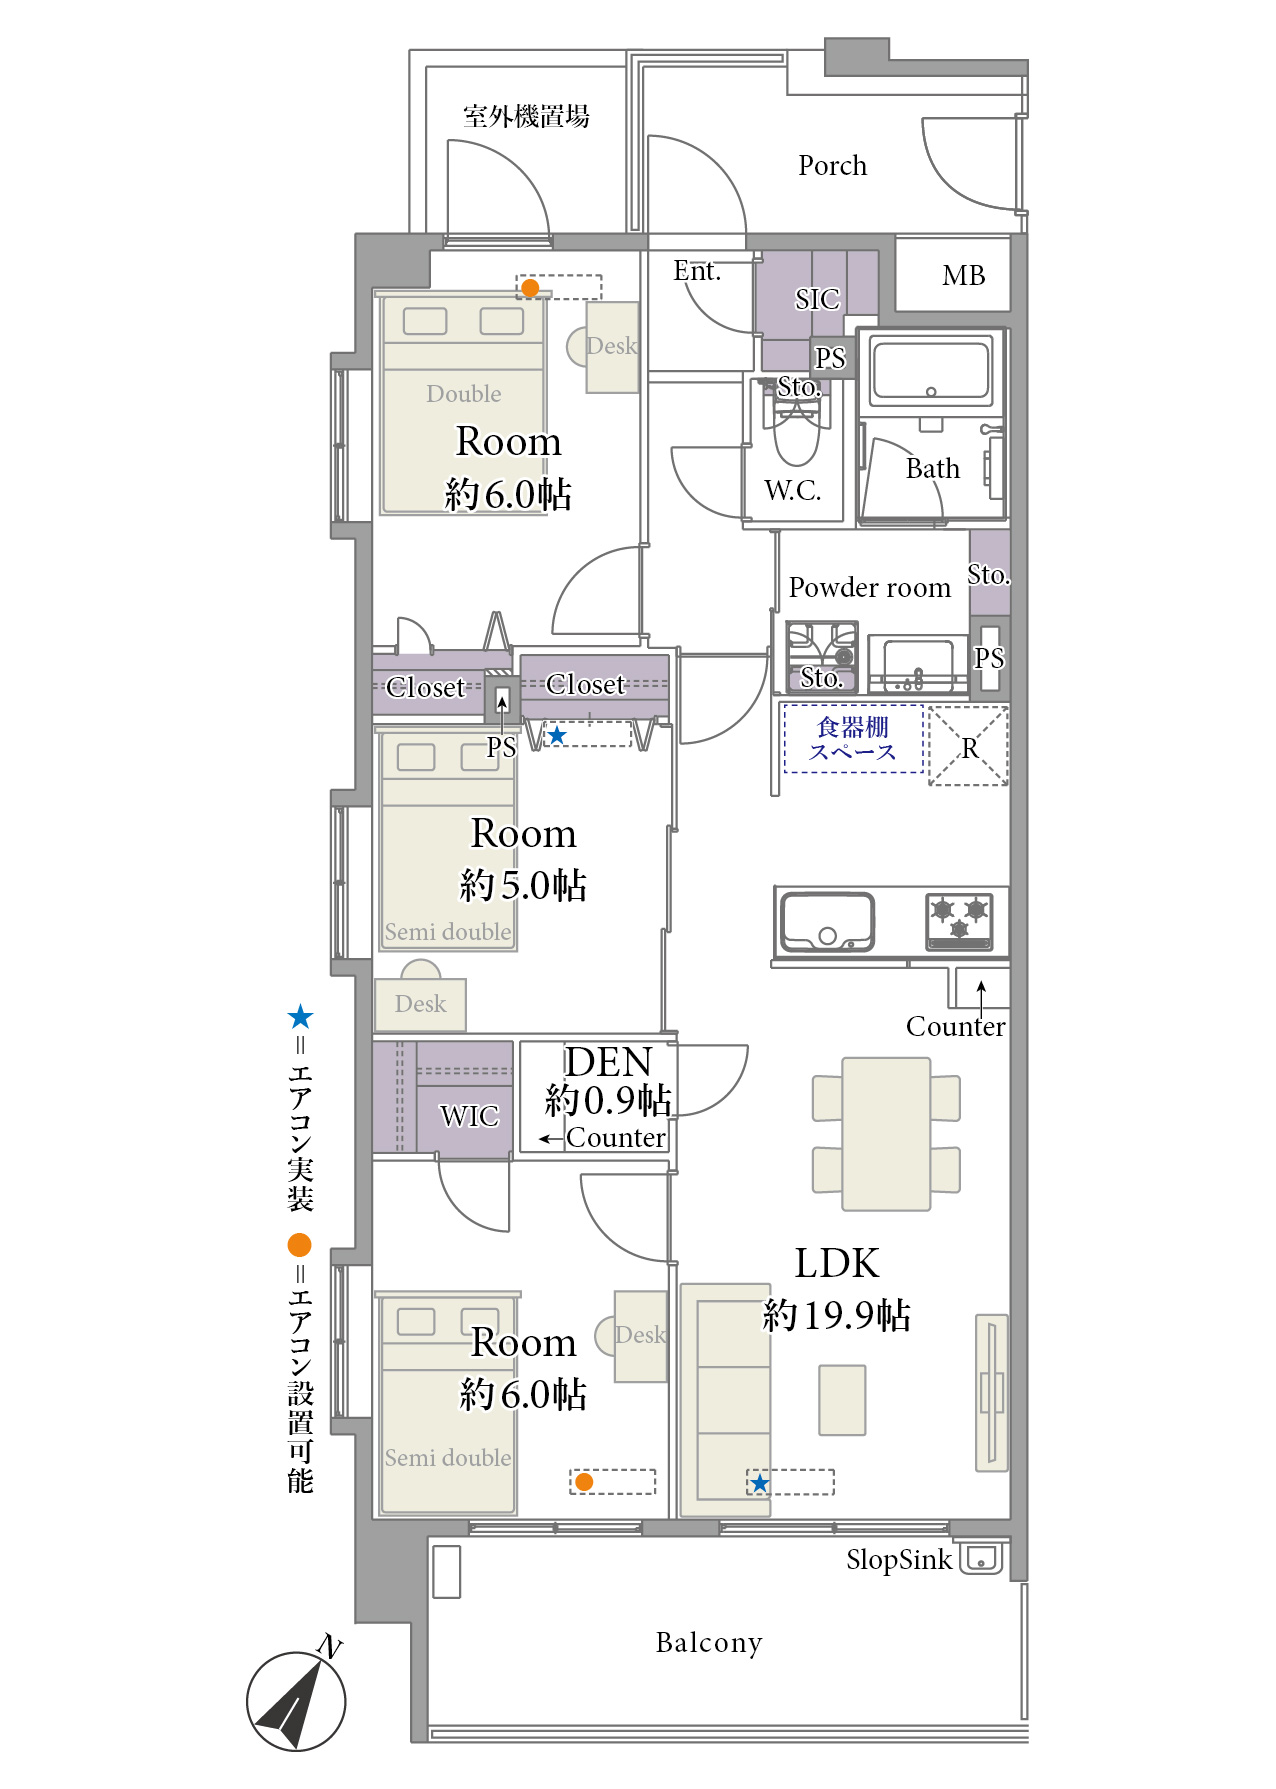 室外機置場
Porch
Ent.
SIC
MB
PS
Sto.
Desk
Double
Room
約6.0帖
W.C.
Bath
Powder room
Sto.
PS
Sto.
Closet
Closet
PS
食器棚
スペース
R
Room
約5.0帖
Semi double
Desk
Counter
DEN
約0.9帖
Counter
WIC
★=エアコン実装
●=エアコン設置可能
LDK
約19.9帖
Desk
Room
約6.0帖
Semi double
SlopSink
Balcony
N